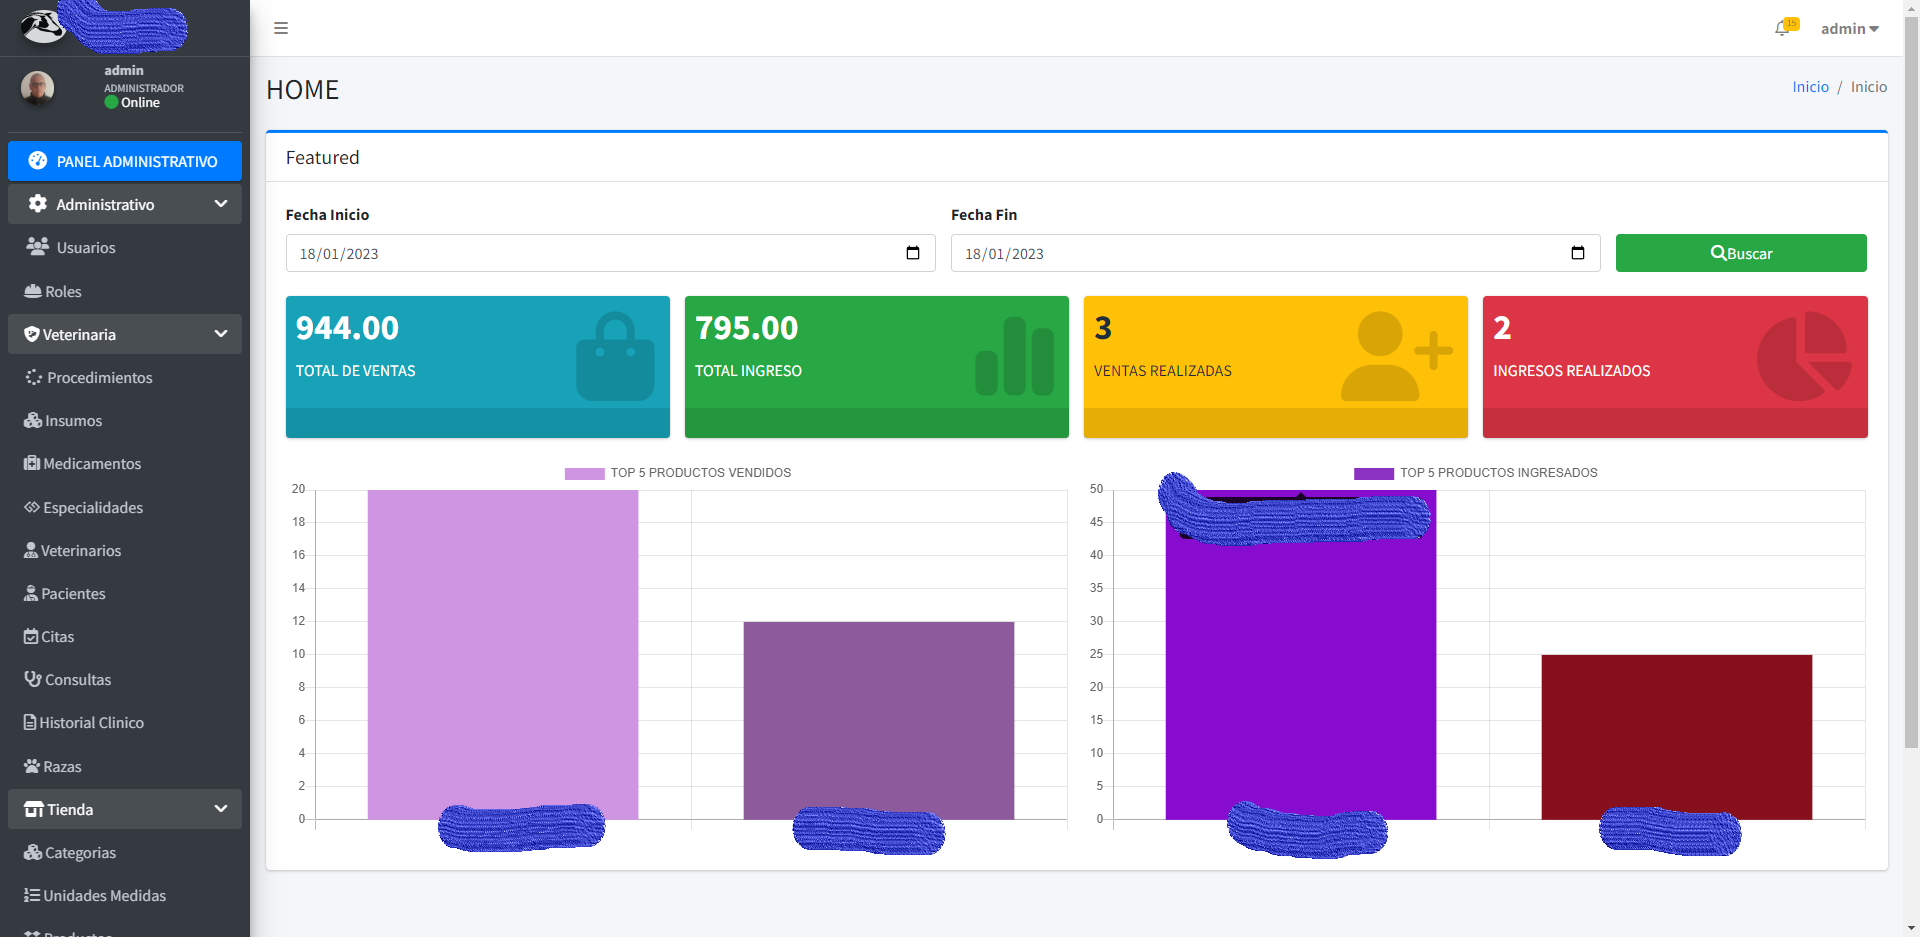 admin
ADMINISTRADOR
Online
PANEL ADMINISTRATIVO
Administrativo
Usuarios
Roles
Veterinaria
Procedimientos
Insumos
Medicamentos
Especialidades
Veterinarios
Pacientes
Citas
Consultas
Historial Clinico
Razas
Tienda
Categorias
Unidades Medidas
15
admin
HOME
Inicio / Inicio
Featured
Fecha Inicio
18/01/2023
Fecha Fin
18/01/2023
Buscar
944.00
TOTAL DE VENTAS
795.00
TOTAL INGRESO
3
VENTAS REALIZADAS
2
INGRESOS REALIZADOS
TOP 5 PRODUCTOS VENDIDOS
20
18
16
14
12
10
8
6
4
2
0
TOP 5 PRODUCTOS INGRESADOS
50
45
40
35
30
25
20
15
10
5
0